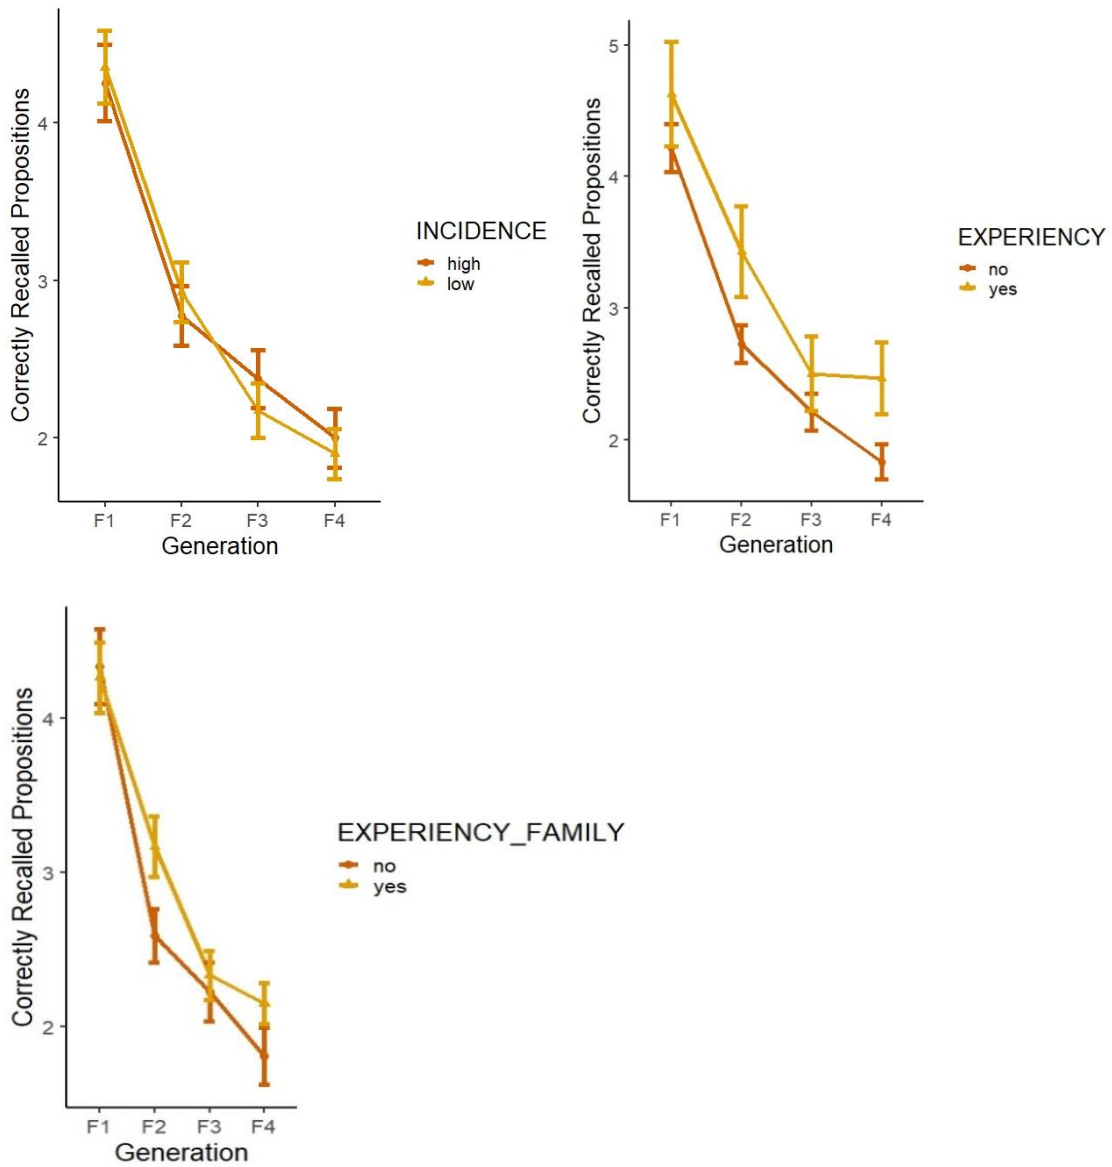 Correctly Recalled Propositions
4
3
2
F1 F2 F3 F4
Generation
INCIDENCE
high
low
Correctly Recalled Propositions
5
4
3
2
F1 F2 F3 F4
Generation
EXPERIENCY
no
yes
Correctly Recalled Propositions
4
3
2
F1 F2 F3 F4
Generation
EXPERIENCY_FAMILY
no
yes